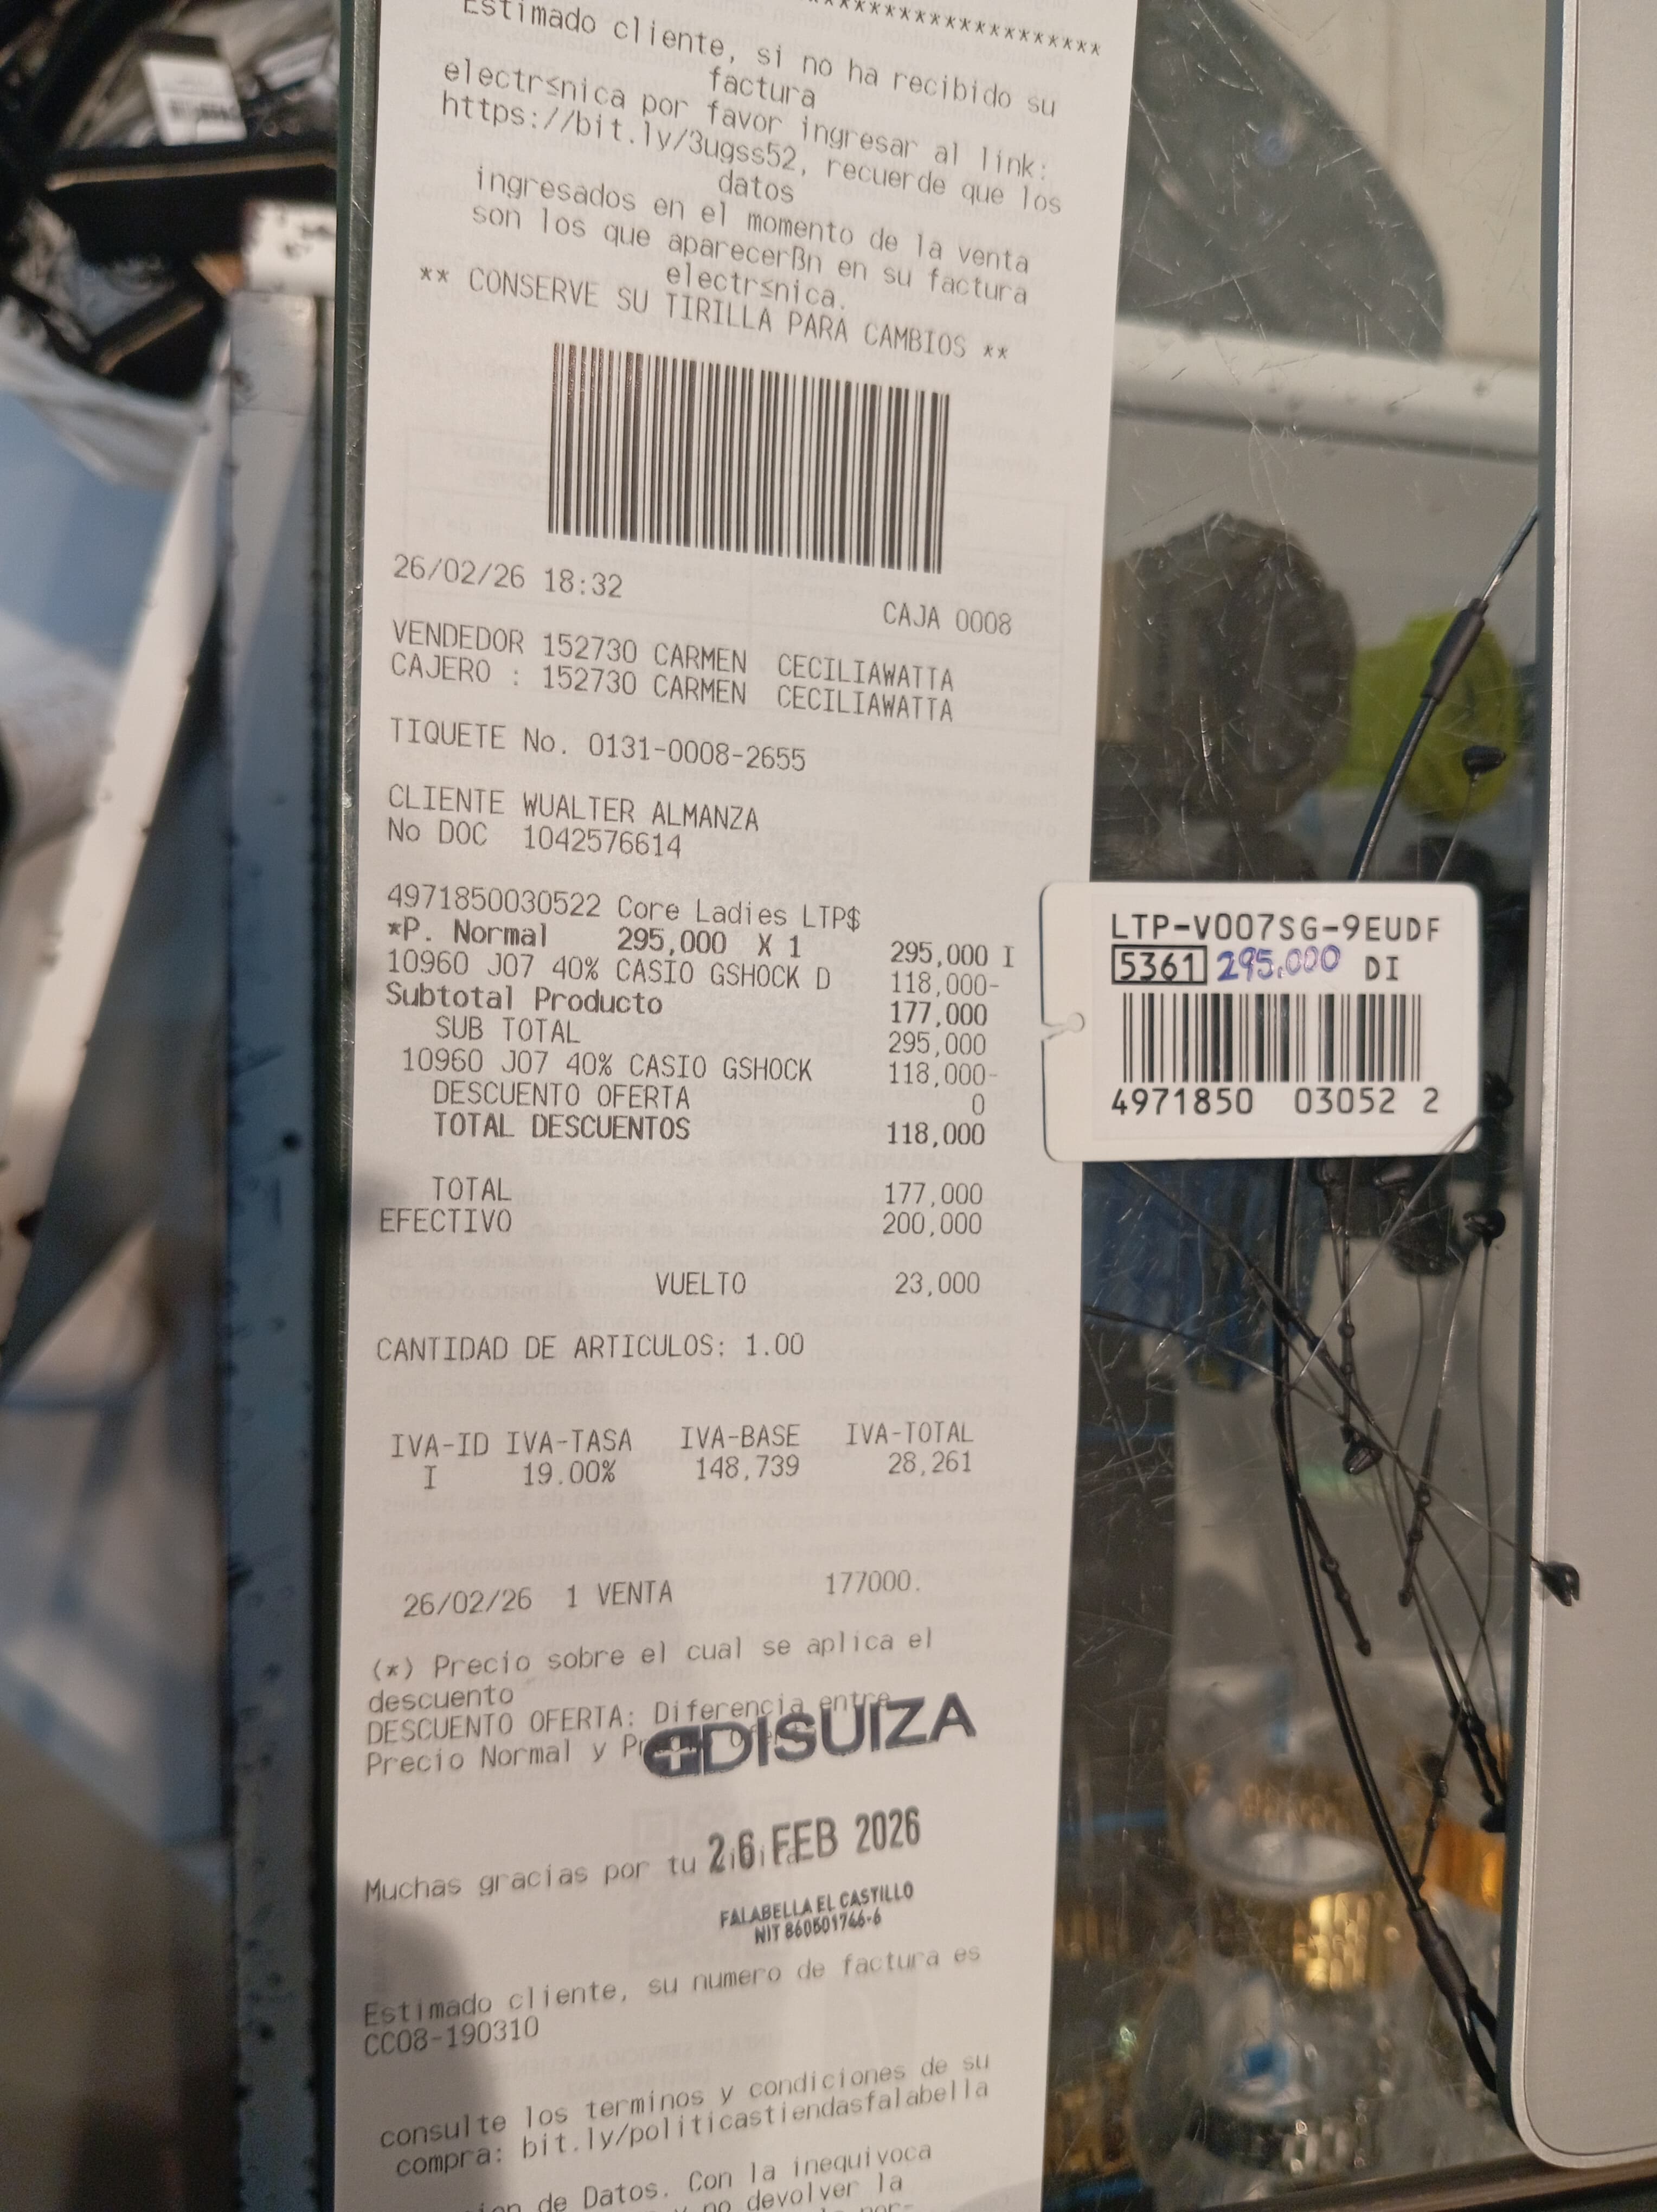 ********************
Estimado cliente, si no ha recibido su
factura
electr≤nica por favor ingresar al link:
https://bit.ly/3ugss52, recuerde que los
datos
ingresados en el momento de la venta
son los que aparecerßn en su factura
electr≤nica.
** CONSERVE SU TIRILLA PARA CAMBIOS **
26/02/26 18:32
CAJA 0008
VENDEDOR 152730 CARMEN CECILIAWATTA
CAJERO : 152730 CARMEN CECILIAWATTA
TIQUETE No. 0131-0008-2655
CLIENTE WUALTER ALMANZA
No DOC 1042576614
4971850030522 Core Ladies LTP$
*P. Normal 295,000 X 1 295,000 I
10960 J07 40% CASIO GSHOCK D 118,000-
Subtotal Producto 177,000
SUB TOTAL 295,000
10960 J07 40% CASIO GSHOCK 118,000-
DESCUENTO OFERTA 0
TOTAL DESCUENTOS 118,000
TOTAL 177,000
EFECTIVO 200,000
VUELTO 23,000
CANTIDAD DE ARTICULOS: 1.00
IVA-ID IVA-TASA IVA-BASE IVA-TOTAL
I 19.00% 148,739 28,261
26/02/26 1 VENTA 177000.
(*) Precio sobre el cual se aplica el
descuento
DESCUENTO OFERTA: Diferencia entre
Precio Normal y
DISUIZA
26 FEB 2026
Muchas gracias por tu
FALABELLA EL CASTILLO
NIT 860501746-6
Estimado cliente, su numero de factura es
CC08-190310
consulte los terminos y condiciones de su
compra: bit.ly/politicastiendasfalabella
de Datos. Con la inequivoca
no devolver la
LTP-V007SG-9EUDF
5361 295.000 DI
4971850 03052 2